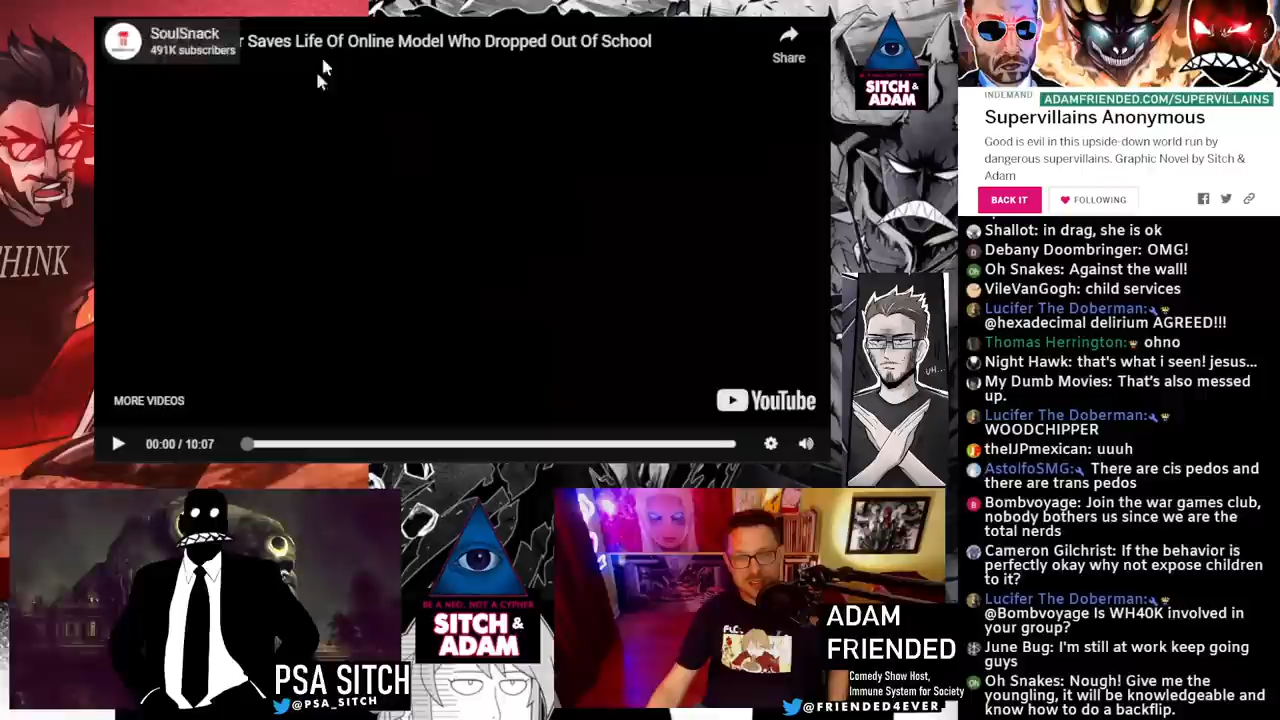 SoulSnack
491K subscribers
r Saves Life Of Online Model Who Dropped Out Of School
Share
MORE VIDEOS
YouTube
00:00 / 10:07
THINK
SITCH &
ADAM
UH...
INDEMAND
ADAMFRIENDED.COM/SUPERVILLAINS
Supervillains Anonymous
Good is evil in this upside-down world run by
dangerous supervillains. Graphic Novel by Sitch &
Adam
BACK IT
FOLLOWING
Shallot: in drag, she is ok
Debany Doombringer: OMG!
Oh Snakes: Against the wall!
VileVanGogh: child services
Lucifer The Doberman:
@hexadecimal delirium AGREED!!!
Thomas Herrington: ohno
Night Hawk: that's what i seen! jesus...
My Dumb Movies: That's also messed
up.
Lucifer The Doberman:
WOODCHIPPER
theIJPmexican: uuuh
AstolfoSMG: There are cis pedos and
there are trans pedos
Bombvoyage: Join the war games club,
nobody bothers us since we are the
total nerds
Cameron Gilchrist: If the behavior is
perfectly okay why not expose children
to it?
Lucifer The Doberman:
@Bombvoyage Is WH40K involved in
your group?
June Bug: I'm still at work keep going
guys
Oh Snakes: Nough! Give me the
youngling, it will be knowledgeable and
know how to do a backflip.
PSA SITCH
@PSA_SITCH
BE A NEO, NOT A CYPHER
SITCH &
ADAM
ADAM
FRIENDED
Comedy Show Host,
Immune System for Society
@FRIENDED4EVER